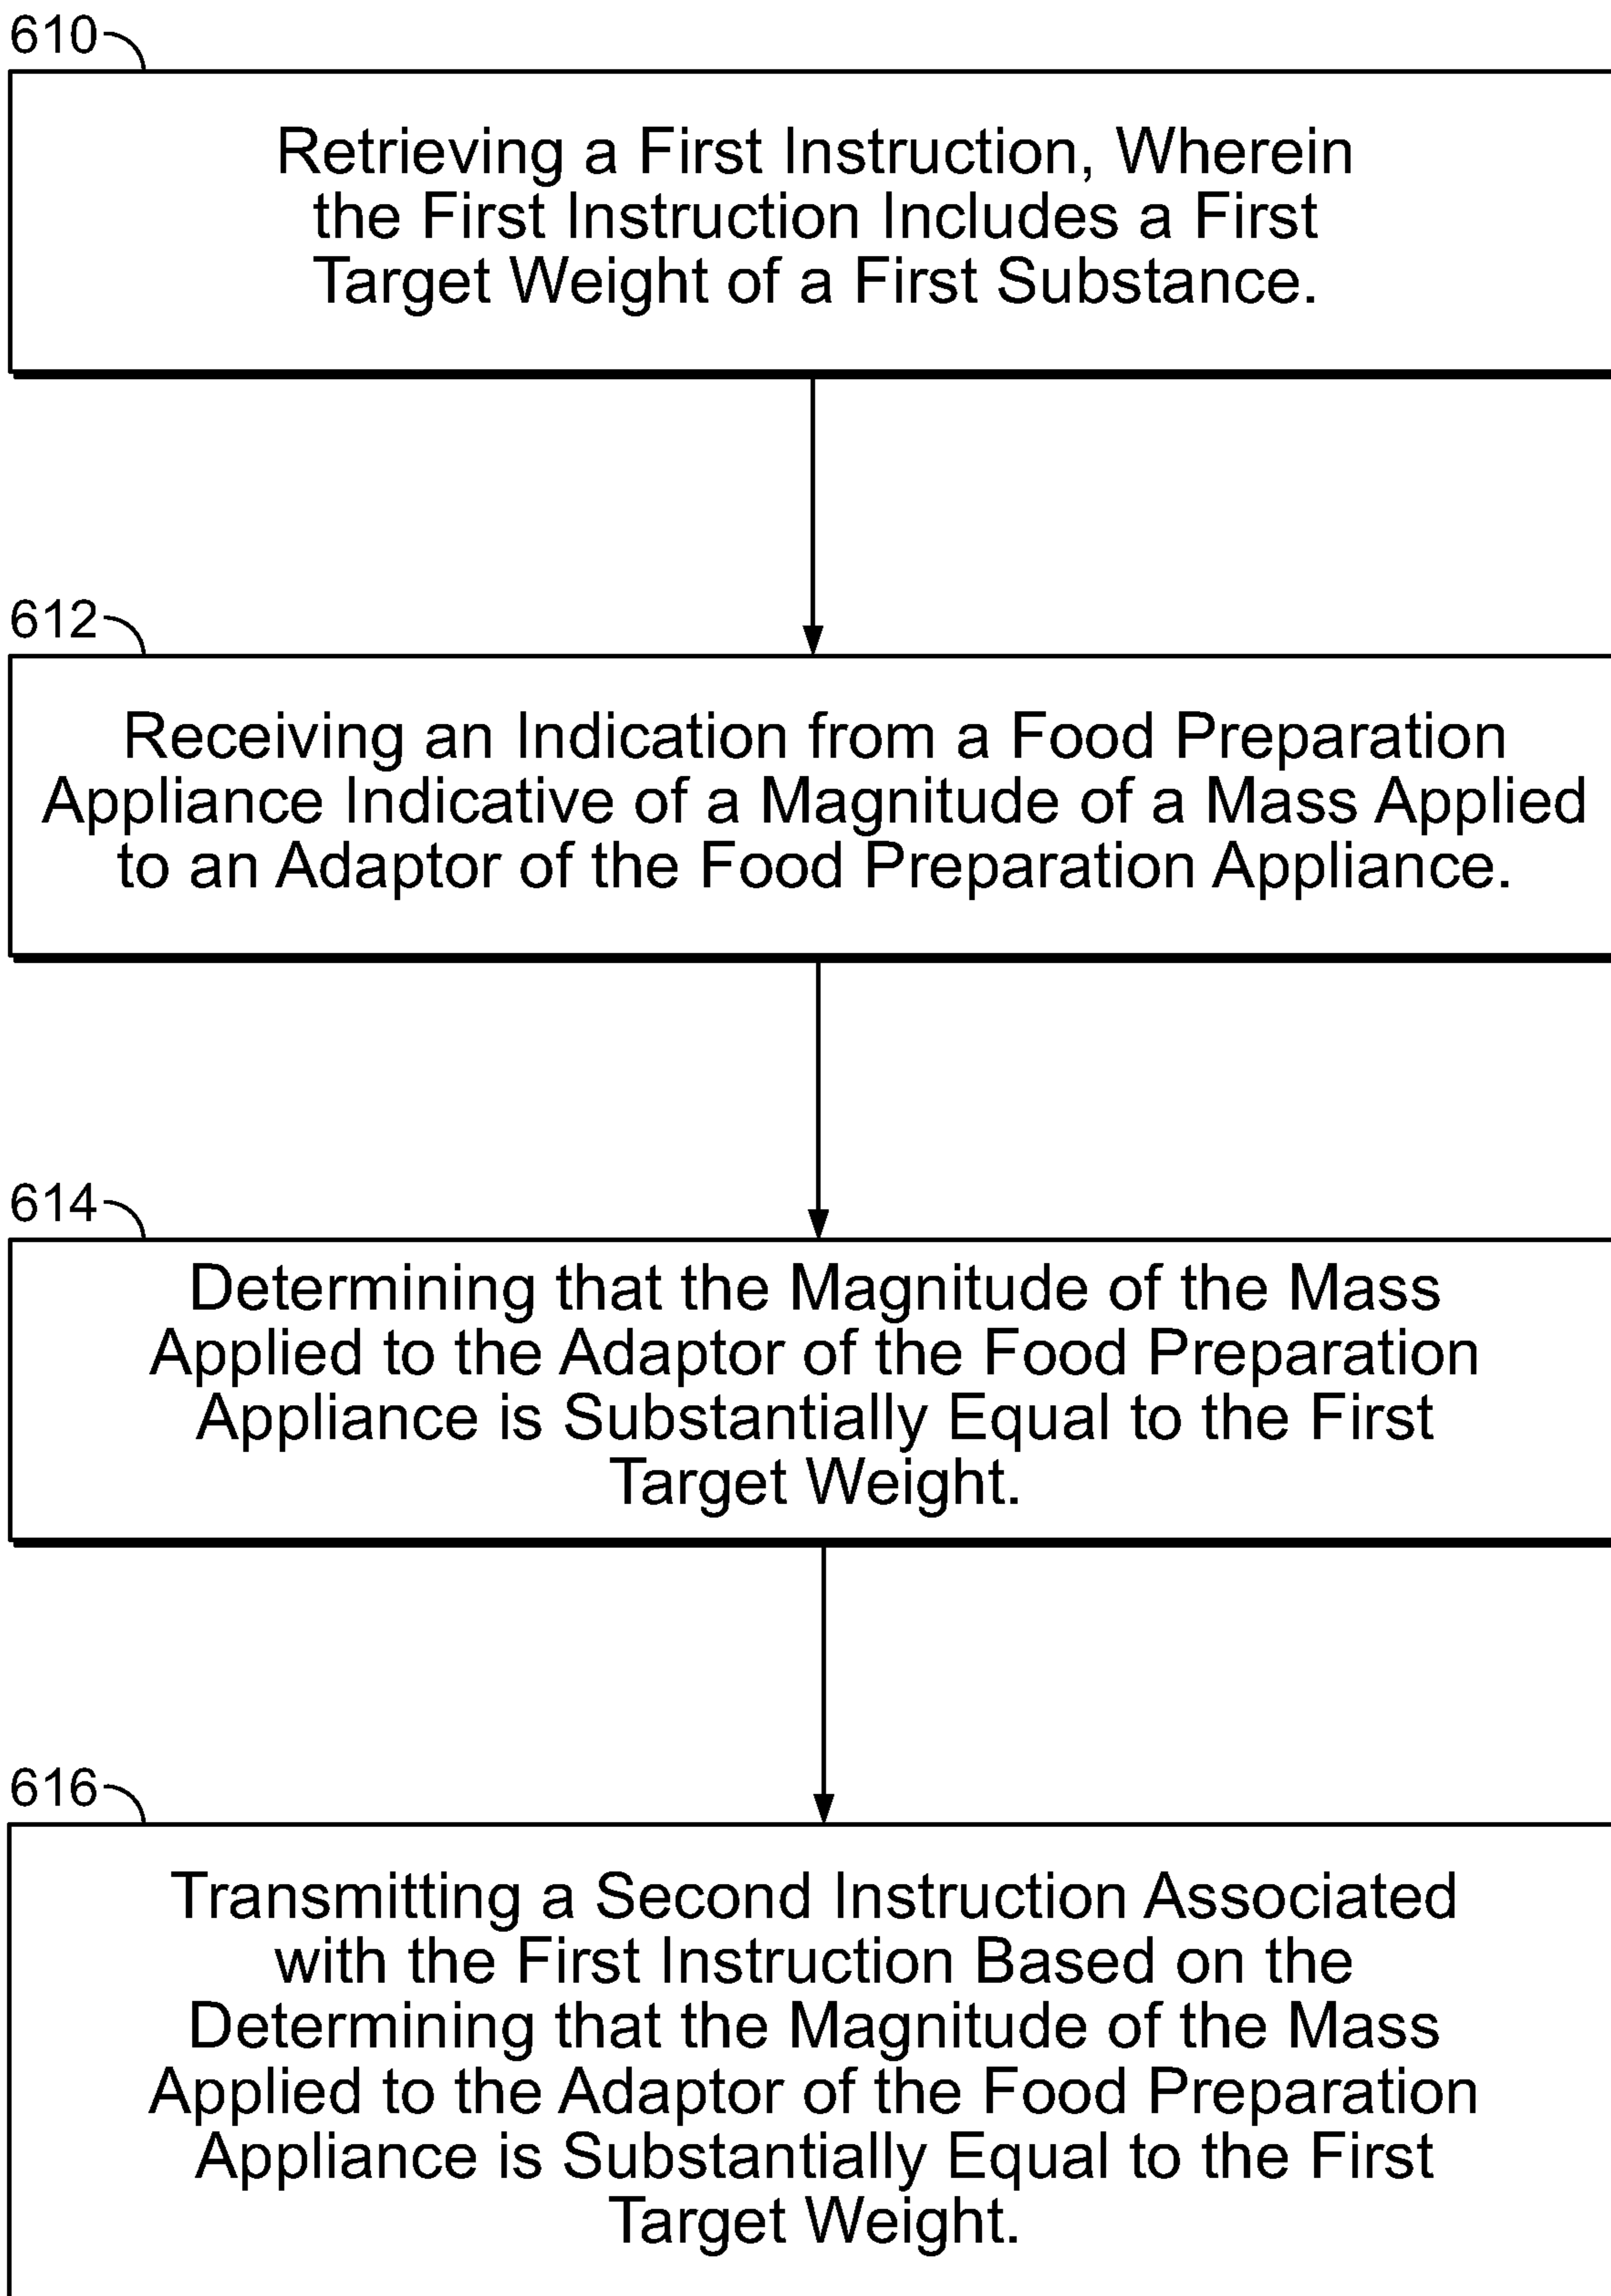 610
Retrieving a First Instruction, Wherein
the First Instruction Includes a First
Target Weight of a First Substance.
612
Receiving an Indication from a Food Preparation
Appliance Indicative of a Magnitude of a Mass Applied
to an Adaptor of the Food Preparation Appliance.
614
Determining that the Magnitude of the Mass
Applied to the Adaptor of the Food Preparation
Appliance is Substantially Equal to the First
Target Weight.
616
Transmitting a Second Instruction Associated
with the First Instruction Based on the
Determining that the Magnitude of the Mass
Applied to the Adaptor of the Food Preparation
Appliance is Substantially Equal to the First
Target Weight.